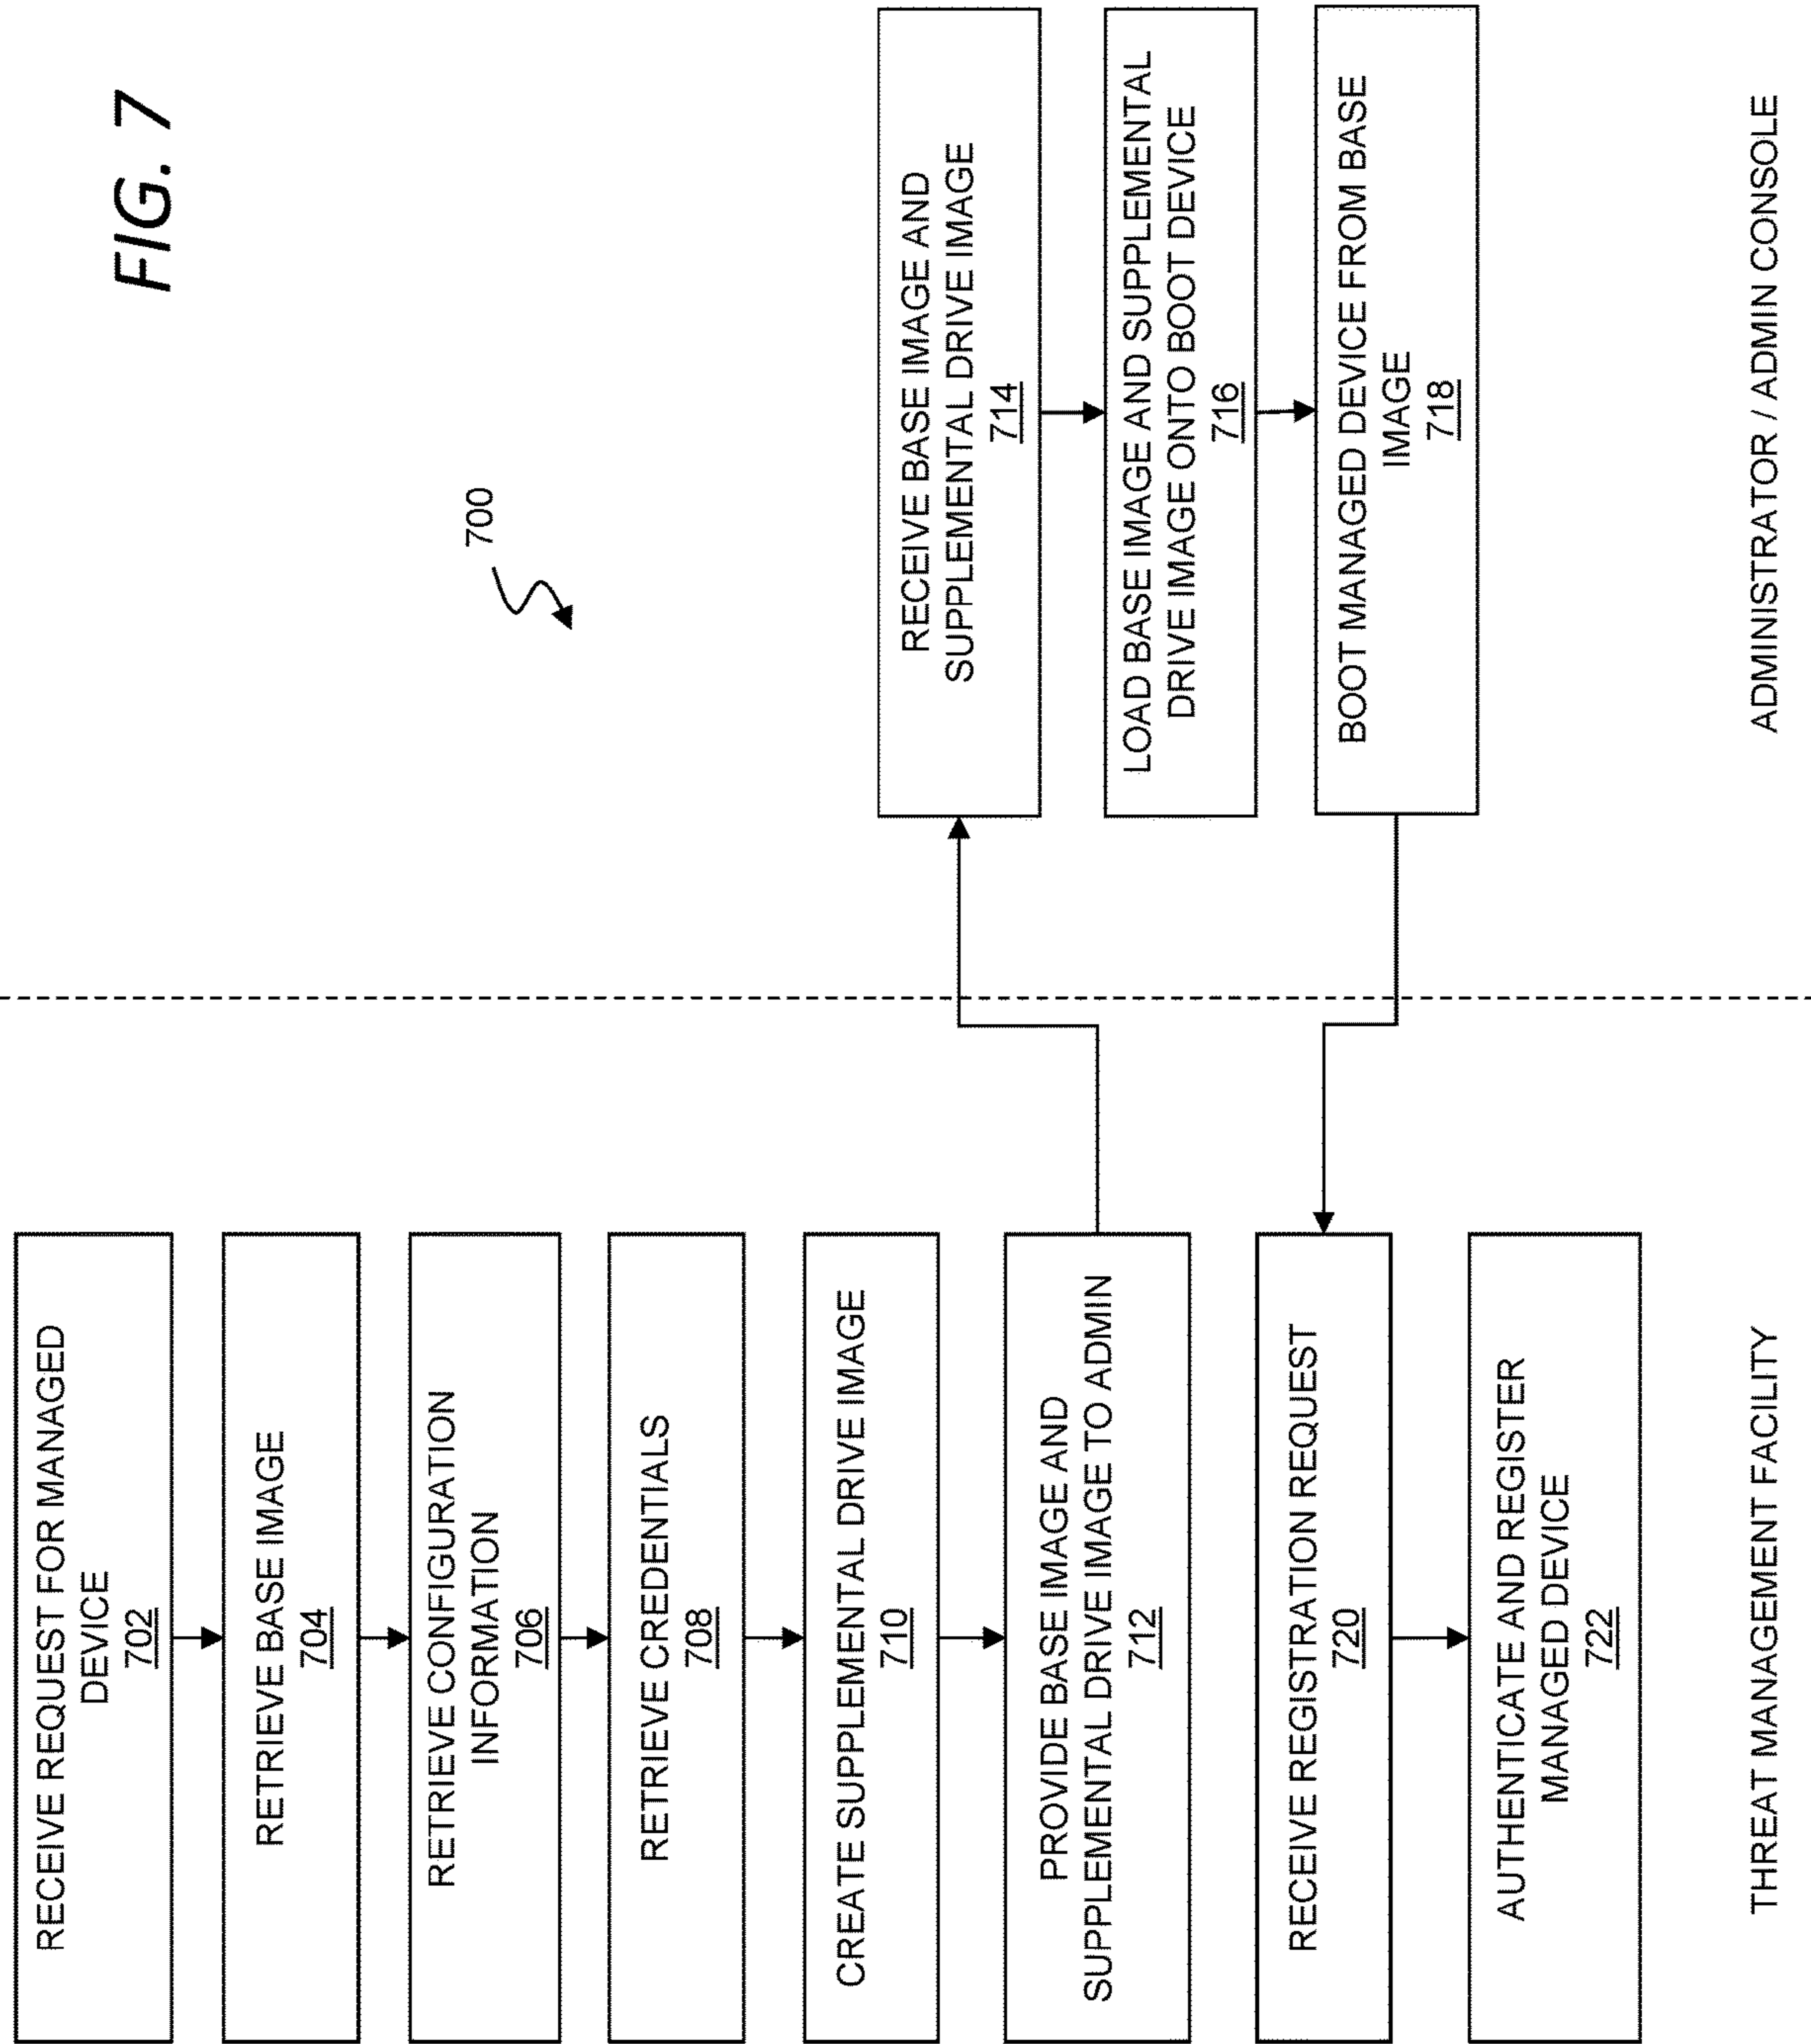 FIG. 7
700
RECEIVE REQUEST FOR MANAGED
DEVICE
702
RETRIEVE BASE IMAGE
704
RETRIEVE CONFIGURATION
INFORMATION
706
RETRIEVE CREDENTIALS
708
CREATE SUPPLEMENTAL DRIVE IMAGE
710
PROVIDE BASE IMAGE AND
SUPPLEMENTAL DRIVE IMAGE TO ADMIN
712
RECEIVE BASE IMAGE AND
SUPPLEMENTAL DRIVE IMAGE
714
LOAD BASE IMAGE AND SUPPLEMENTAL
DRIVE IMAGE ONTO BOOT DEVICE
716
BOOT MANAGED DEVICE FROM BASE
IMAGE
718
RECEIVE REGISTRATION REQUEST
720
AUTHENTICATE AND REGISTER
MANAGED DEVICE
722
THREAT MANAGEMENT FACILITY
ADMINISTRATOR / ADMIN CONSOLE